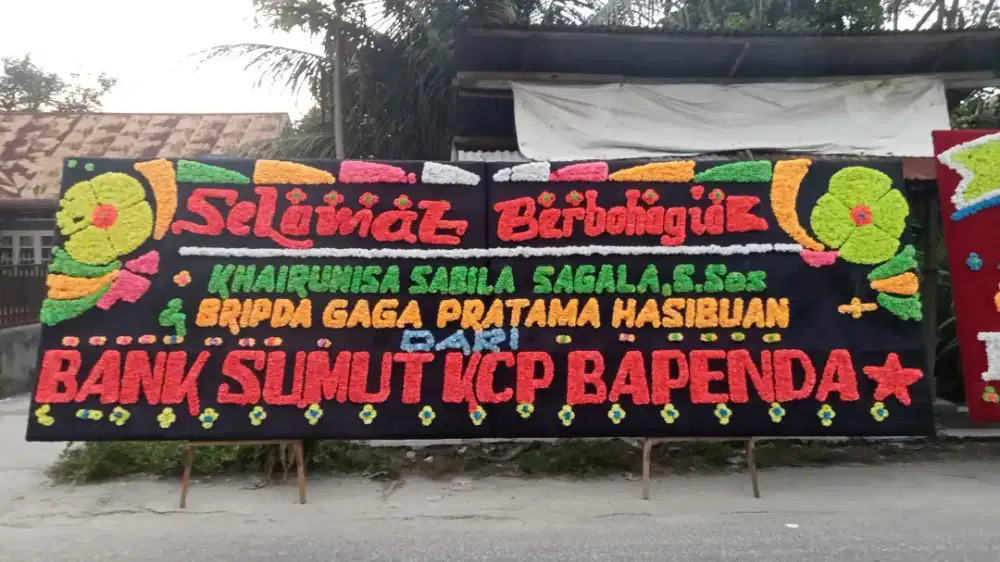 Selamat Berbahagia
KHAIRUNISA SABILA SAGALA, S.Sos
&
BRIPDA GAGA PRATAMA HASIBUAN
DARI
BANK SUMUT KCP BAPENDA